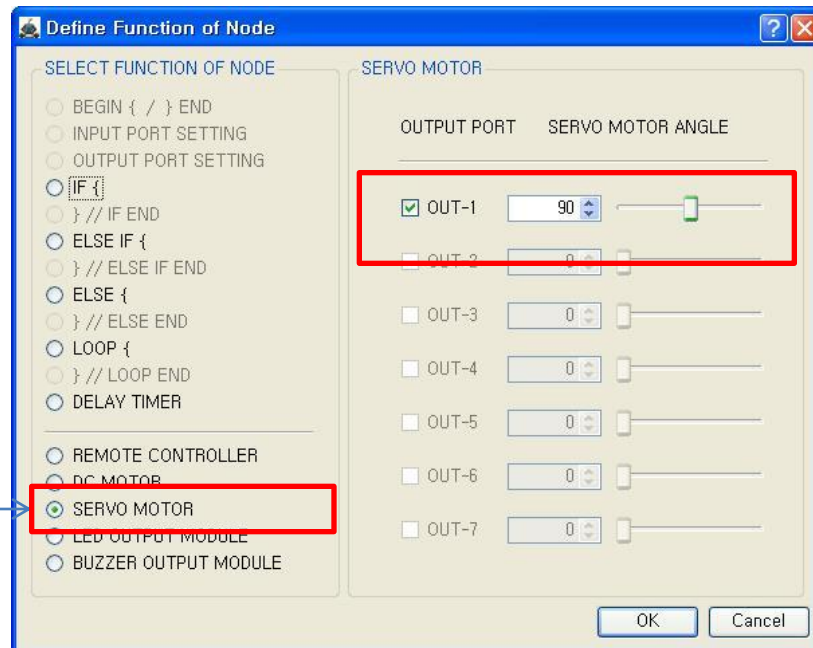 Define Function of Node
SELECT FUNCTION OF NODE
BEGIN { / } END
INPUT PORT SETTING
OUTPUT PORT SETTING
IF {
} // IF END
ELSE IF {
} // ELSE IF END
ELSE {
} // ELSE END
LOOP {
} // LOOP END
DELAY TIMER
REMOTE CONTROLLER
DC MOTOR
SERVO MOTOR
LED OUTPUT MODULE
BUZZER OUTPUT MODULE
SERVO MOTOR
OUTPUT PORT SERVO MOTOR ANGLE
OUT-1 90
OUT-2 0
OUT-3 0
OUT-4 0
OUT-5 0
OUT-6 0
OUT-7 0
OK Cancel